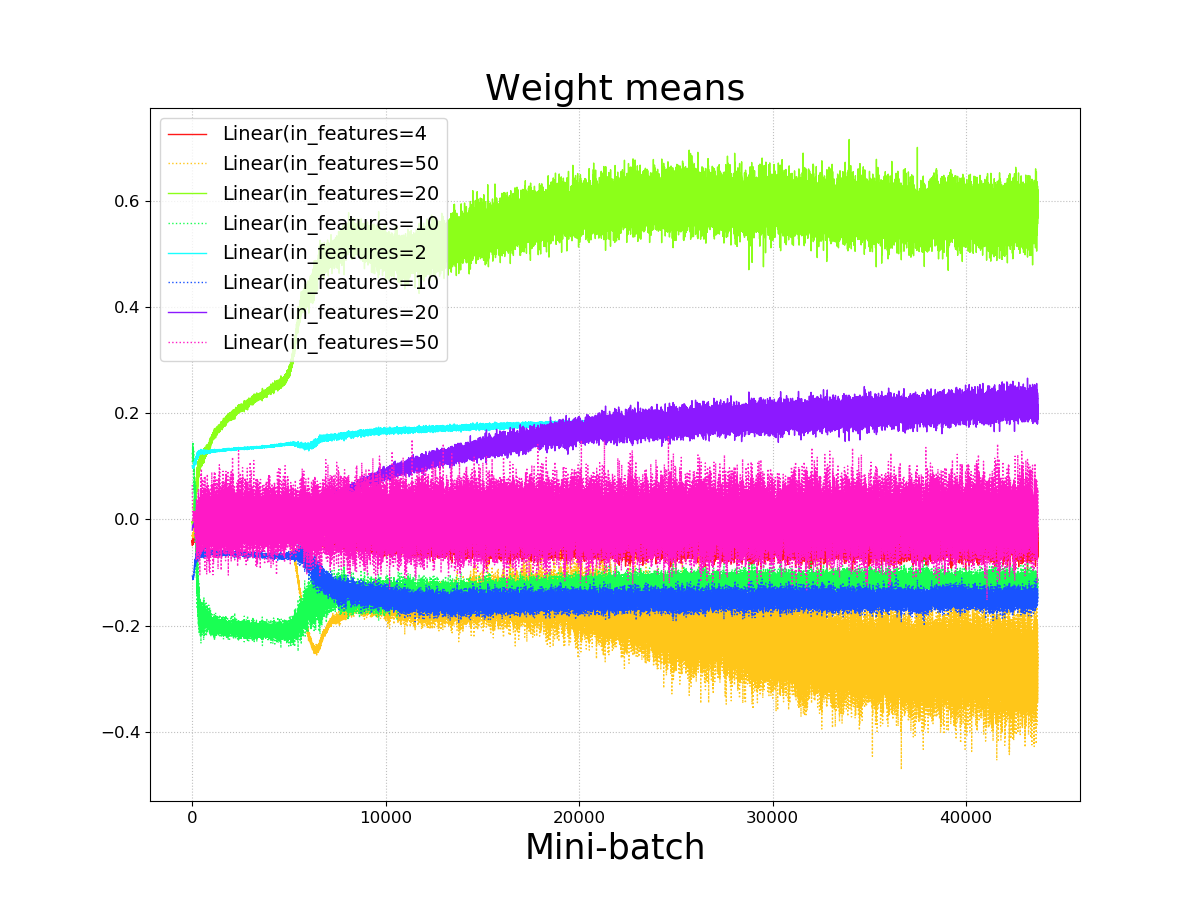 Weight means
Linear(in_features=4
Linear(in_features=50
Linear(in_features=20
Linear(in_features=10
Linear(in_features=2
Linear(in_features=10
Linear(in_features=20
Linear(in_features=50
0.6
0.4
0.2
0.0
−0.2
−0.4
0 10000 20000 30000 40000
Mini-batch